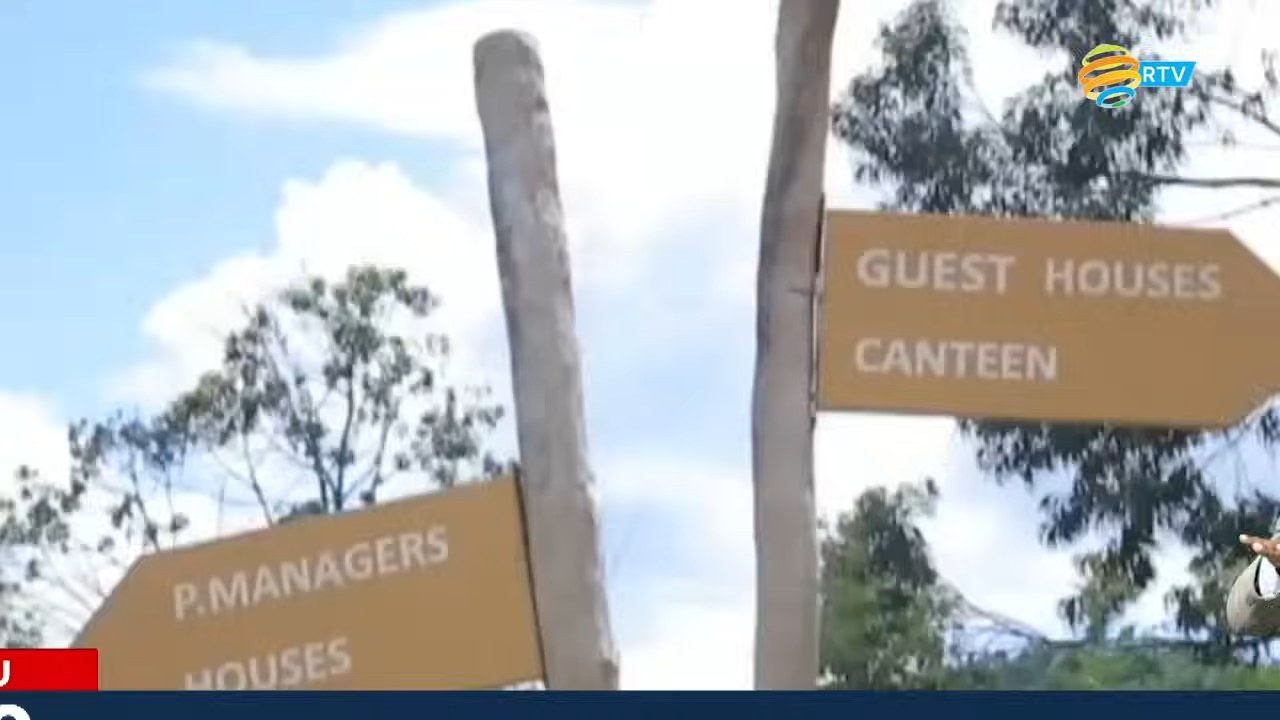 RTV
GUEST HOUSES
CANTEEN
P.MANAGERS
HOUSES
U